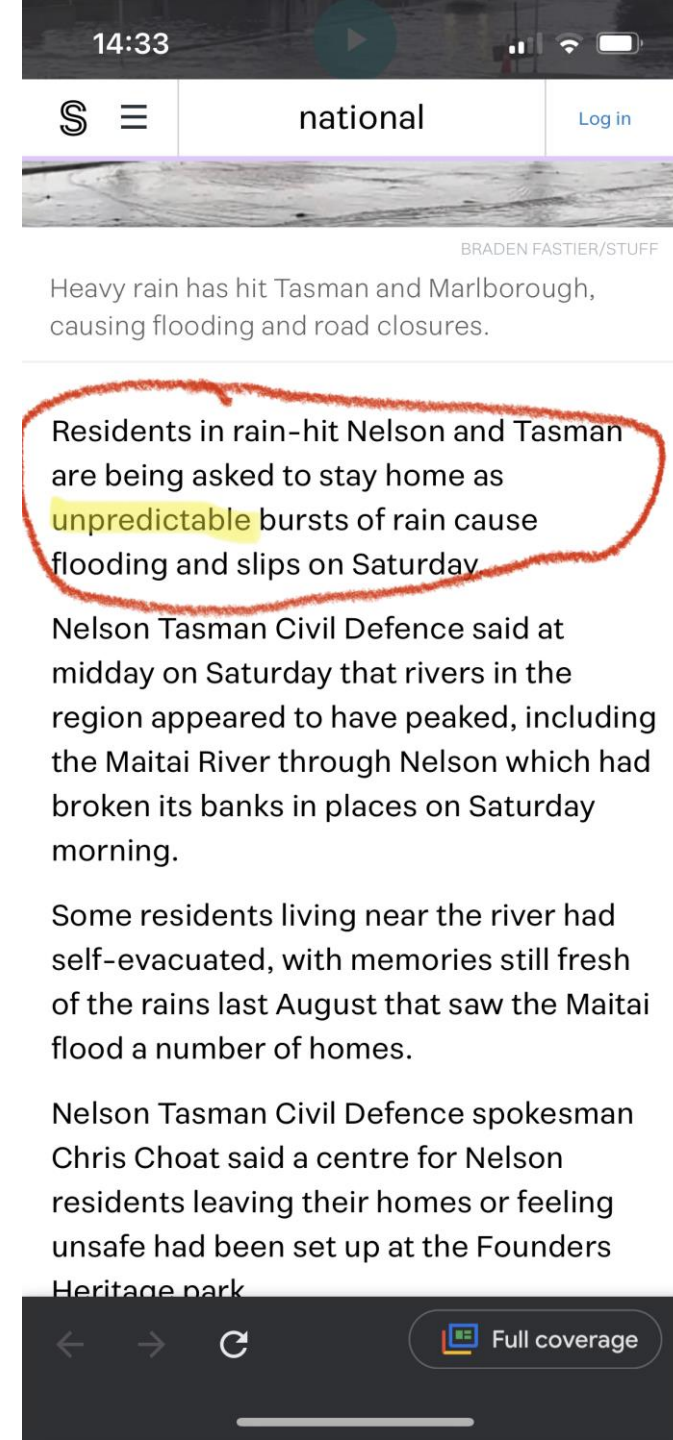 14:33
S
national
Log in
BRADEN FASTIER/STUFF
Heavy rain has hit Tasman and Marlborough,
causing flooding and road closures.
Residents in rain-hit Nelson and Tasman
are being asked to stay home as
unpredictable bursts of rain cause
flooding and slips on Saturday.
Nelson Tasman Civil Defence said at
midday on Saturday that rivers in the
region appeared to have peaked, including
the Maitai River through Nelson which had
broken its banks in places on Saturday
morning.
Some residents living near the river had
self-evacuated, with memories still fresh
of the rains last August that saw the Maitai
flood a number of homes.
Nelson Tasman Civil Defence spokesman
Chris Choat said a centre for Nelson
residents leaving their homes or feeling
unsafe had been set up at the Founders
Heritage park
Full coverage